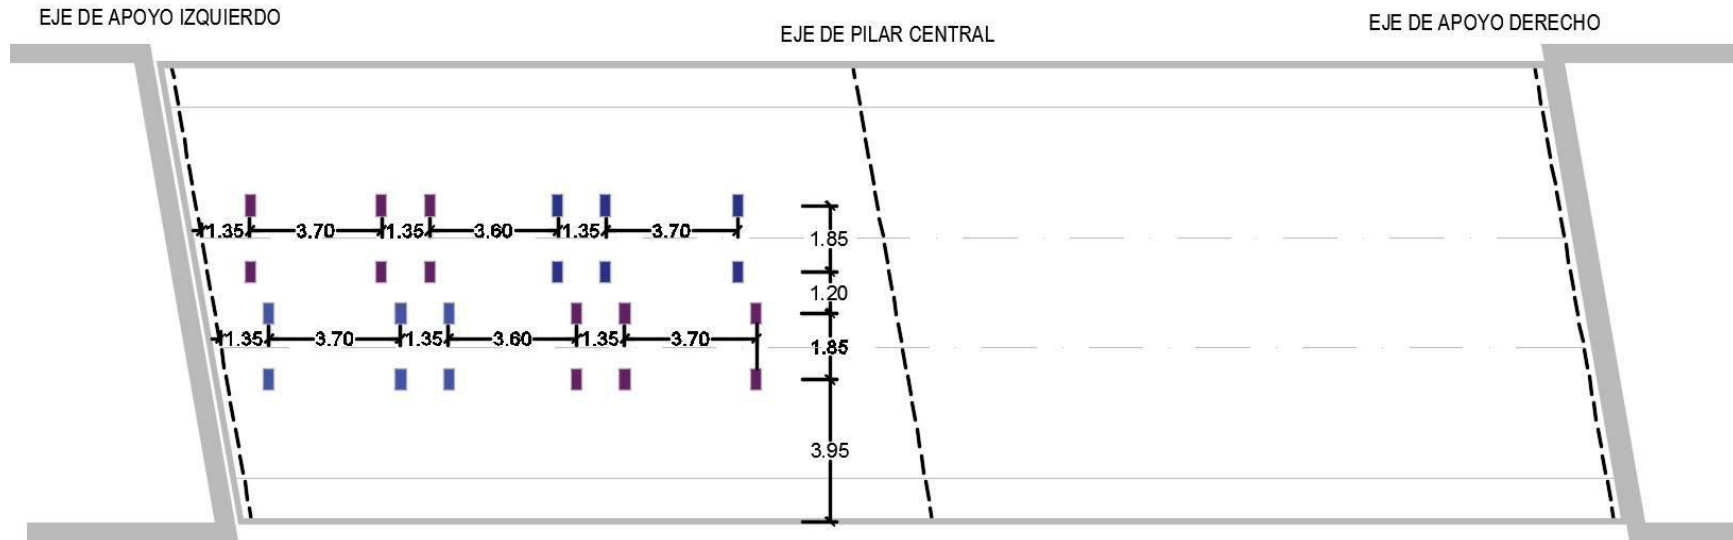 EJE DE APOYO IZQUIERDO
EJE DE PILAR CENTRAL
EJE DE APOYO DERECHO
1.35 3.70 1.35 3.60 1.35 3.70
1.85
1.20
1.35 3.70 1.35 3.60 1.35 3.70
1.85
3.95